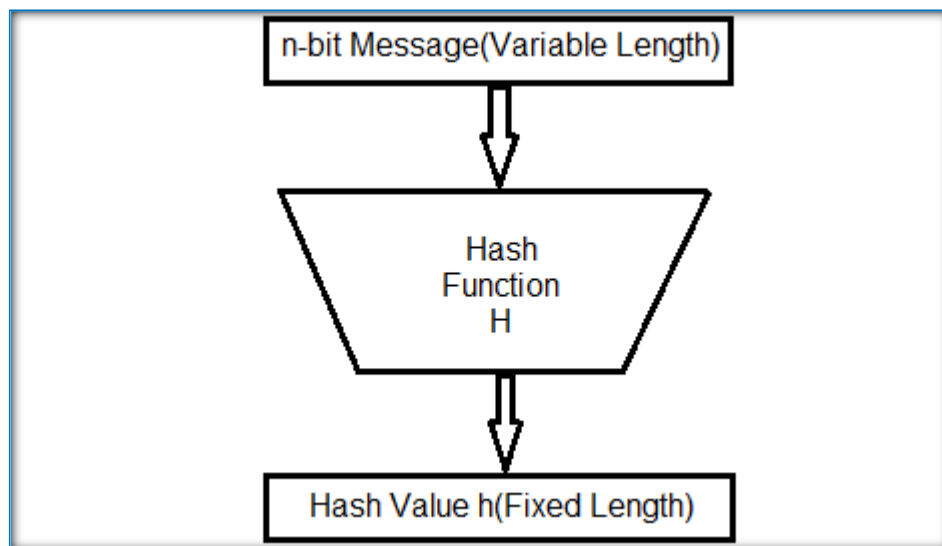 n-bit Message(Variable Length)
Hash
Function
H
Hash Value h(Fixed Length)